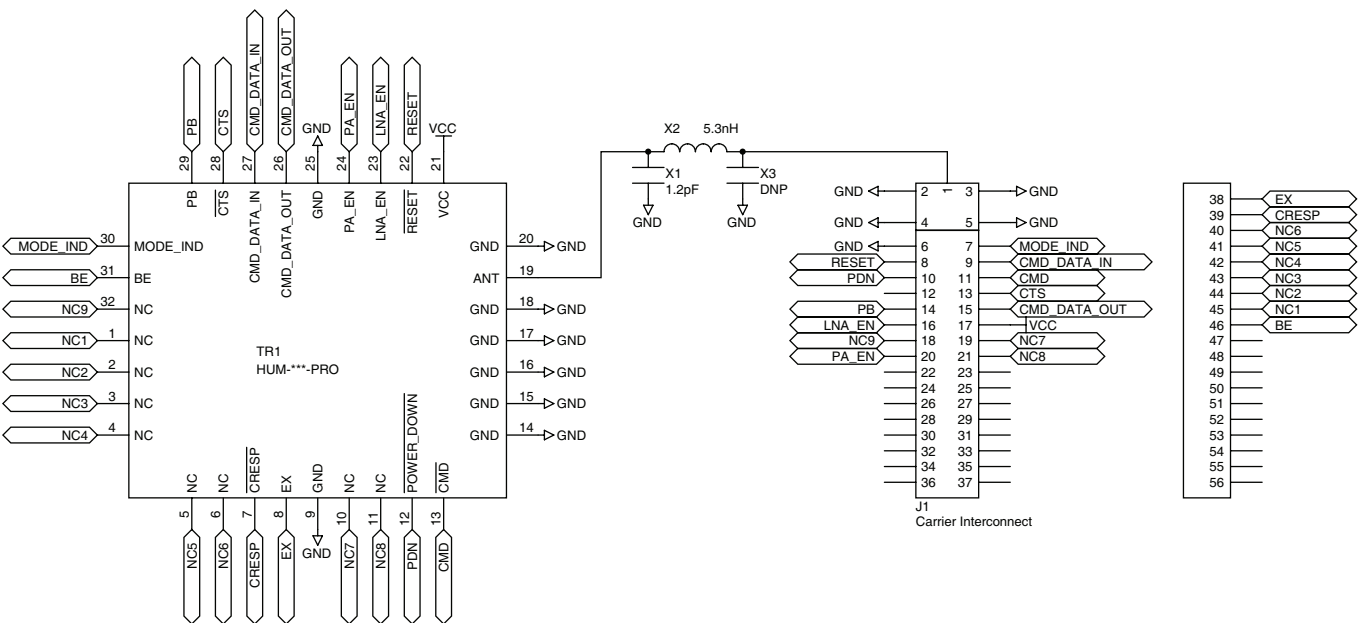 PB
CTS
CMD_DATA_IN
CMD_DATA_OUT
GND
PA_EN
LNA_EN
RESET
VCC
29
28
27
26
25
24
23
22
21
PB
CTS
CMD_DATA_IN
CMD_DATA_OUT
GND
PA_EN
LNA_EN
RESET
VCC
MODE_IND 30 MODE_IND
BE 31 BE
NC9 32 NC
NC1 1 NC
NC2 2 NC
NC3 3 NC
NC4 4 NC
TR1
HUM-***-PRO
GND 20 GND
ANT 19
GND 18 GND
GND 17 GND
GND 16 GND
GND 15 GND
GND 14 GND
NC
NC
CRESP
EX
GND
NC
NC
POWER_DOWN
CMD
5
6
7
8
9
10
11
12
13
NC5
NC6
CRESP
EX
GND
NC7
NC8
PDN
CMD
X2 5.3nH
X1
1.2pF
GND
X3
DNP
GND
1
GND 2 3 GND
GND 4 5 GND
GND 6 7 MODE_IND
RESET 8 9 CMD_DATA_IN
PDN 10 11 CMD
12 13 CTS
PB 14 15 CMD_DATA_OUT
LNA_EN 16 17 VCC
NC9 18 19 NC7
PA_EN 20 21 NC8
22 23
24 25
26 27
28 29
30 31
32 33
34 35
36 37
J1
Carrier Interconnect
38 EX
39 CRESP
40 NC6
41 NC5
42 NC4
43 NC3
44 NC2
45 NC1
46 BE
47
48
49
50
51
52
53
54
55
56